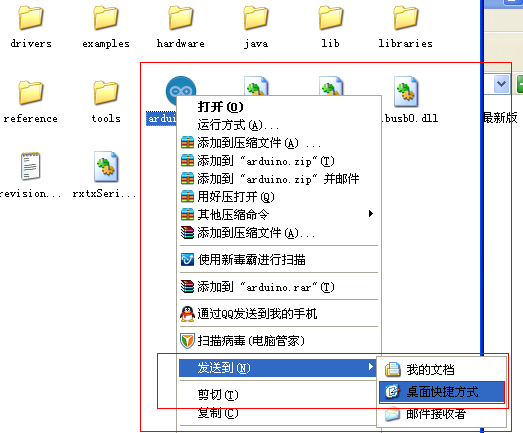 drivers examples hardware java lib libraries
reference tools ardu .busb0.dll
最新版
revision... rxtxSeri...
打开(O)
运行方式(A)...
添加到压缩文件(A) ...
添加到 "arduino.zip"(T)
添加到 "arduino.zip" 并邮件
用好压打开(Q)
其他压缩命令
添加到压缩文件(A)...
使用新毒霸进行扫描
添加到 "arduino.rar"(T)
通过QQ发送到我的手机
扫描病毒(电脑管家)
发送到(N)
剪切(T)
复制(C)
我的文档
桌面快捷方式
邮件接收者